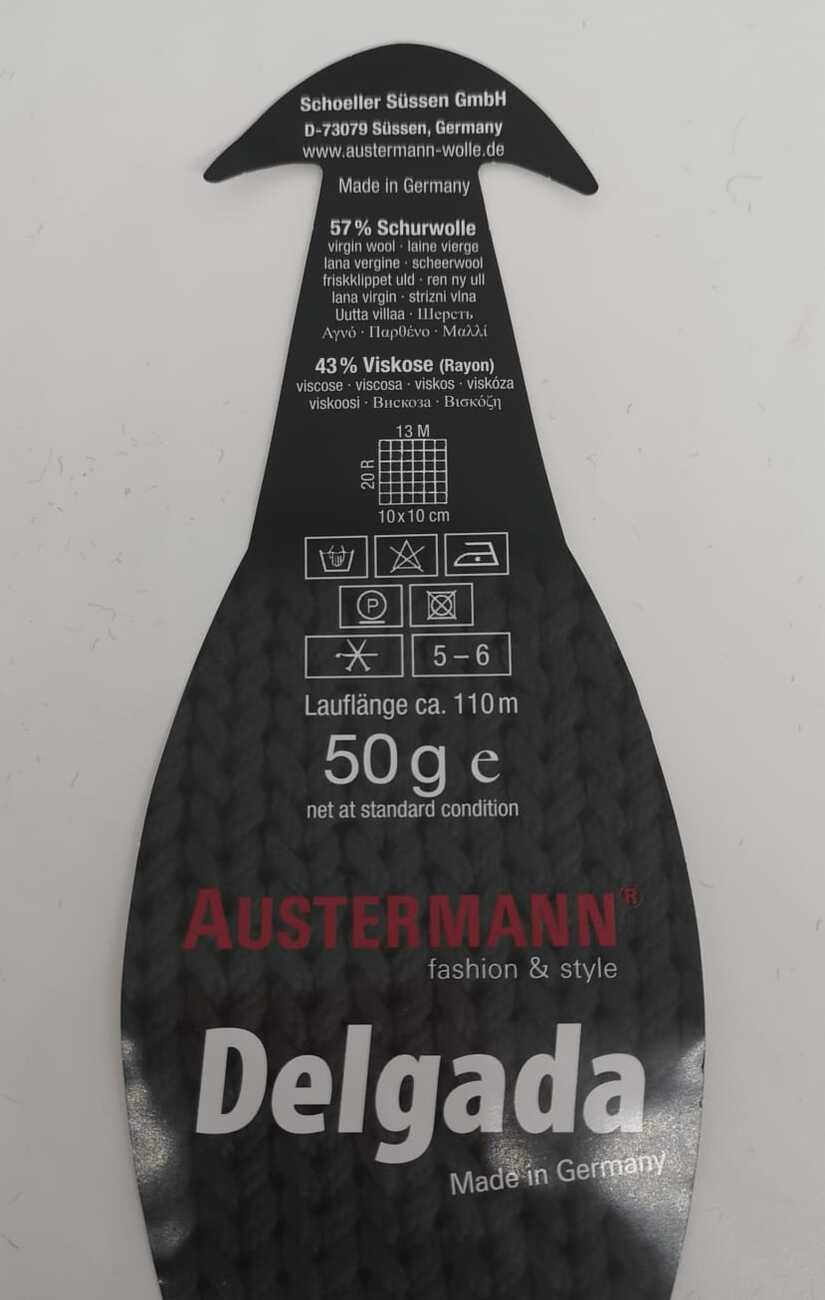 Schoeller Süssen GmbH
D-73079 Süssen, Germany
www.austermann-wolle.de
Made in Germany
57% Schurwolle
virgin wool · laine vierge
lana vergine · scheerwool
friskklippet uld · ren ny ull
lana virgin · strizni vlna
Uutta villaa · Шерсть
Αγνό · Παρθένο · Μαλλί
43% Viskose (Rayon)
viscose · viscosa · viskos · viskóza
viskoosi · Вискоза · Βισκόζη
13 M
20 R
10x10 cm
P
5 – 6
Lauflänge ca. 110 m
50 g e
net at standard condition
AUSTERMANN®
fashion & style
Delgada
Made in Germany